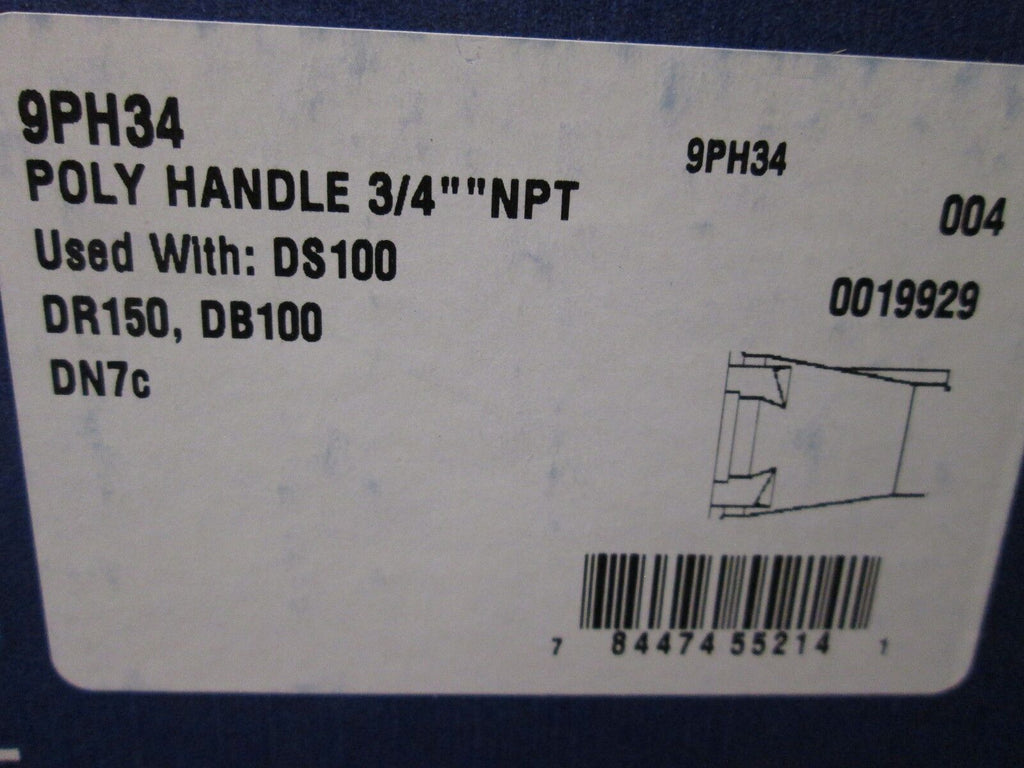 9PH34
POLY HANDLE 3/4""NPT
Used With: DS100
DR150, DB100
DN7c
9PH34
004
0019929
7 84474 55214 1